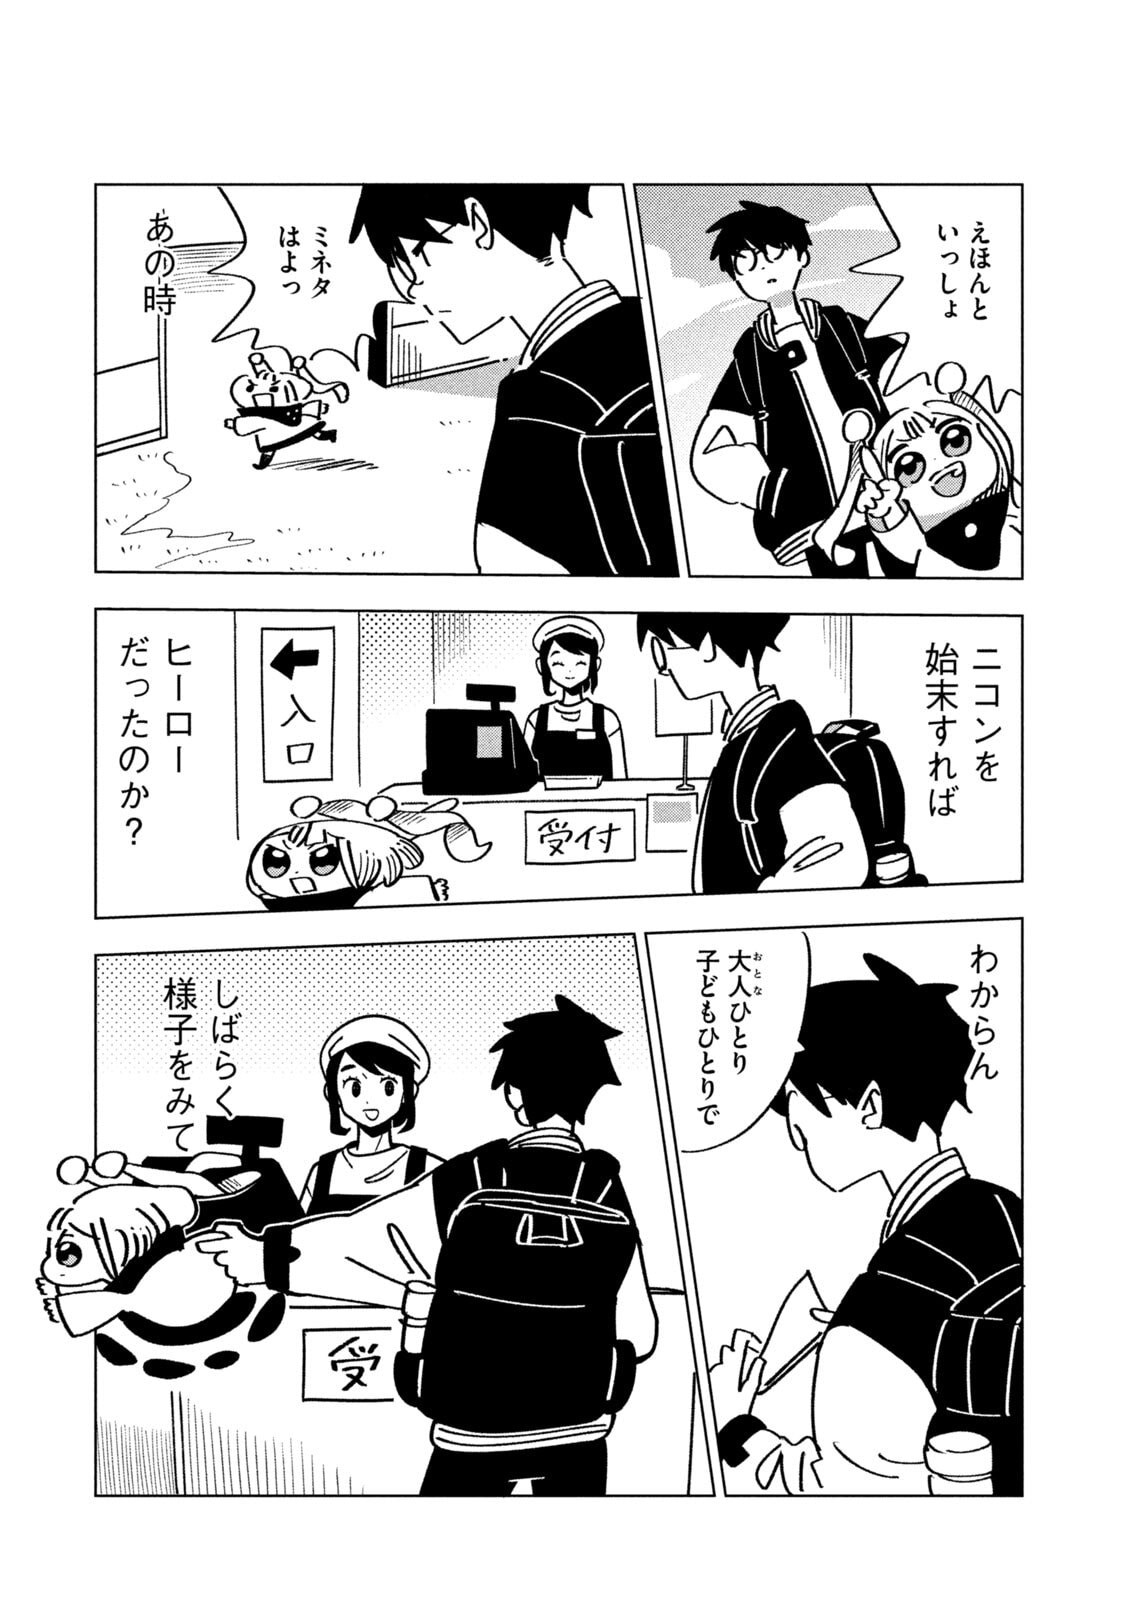 えほんと
いっしょ
ミネタ
はよっ
あの時
ニコンを
始末すれば
←入口
受付
ヒーロー
だったのか？
わからん
大人ひとり
おとな
子どもひとりで
しばらく
様子をみて
受